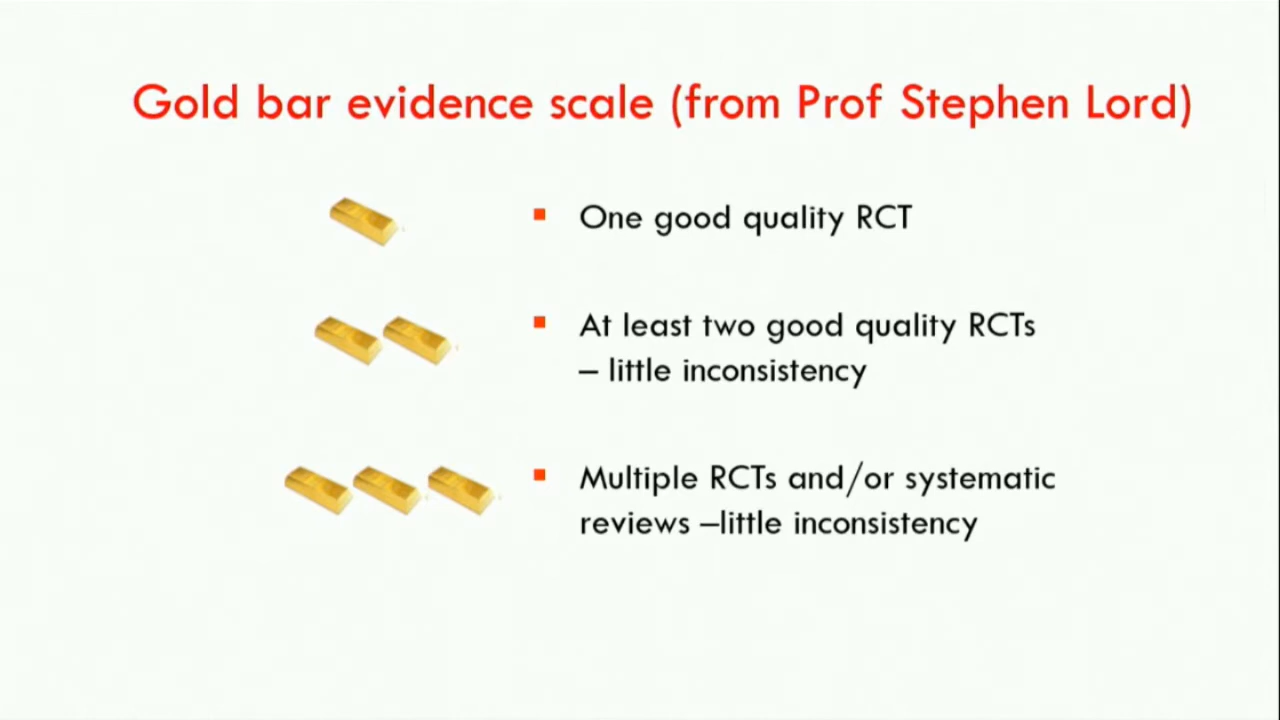 Gold bar evidence scale (from Prof Stephen Lord)
One good quality RCT
At least two good quality RCTs
– little inconsistency
Multiple RCTs and/or systematic
reviews –little inconsistency